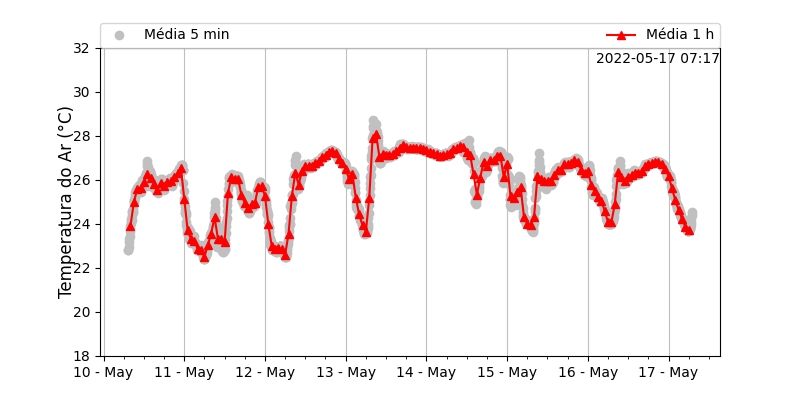 Média 5 min
Média 1 h
2022-05-17 07:17
Temperatura do Ar (°C)
32
30
28
26
24
22
20
18
10 - May
11 - May
12 - May
13 - May
14 - May
15 - May
16 - May
17 - May